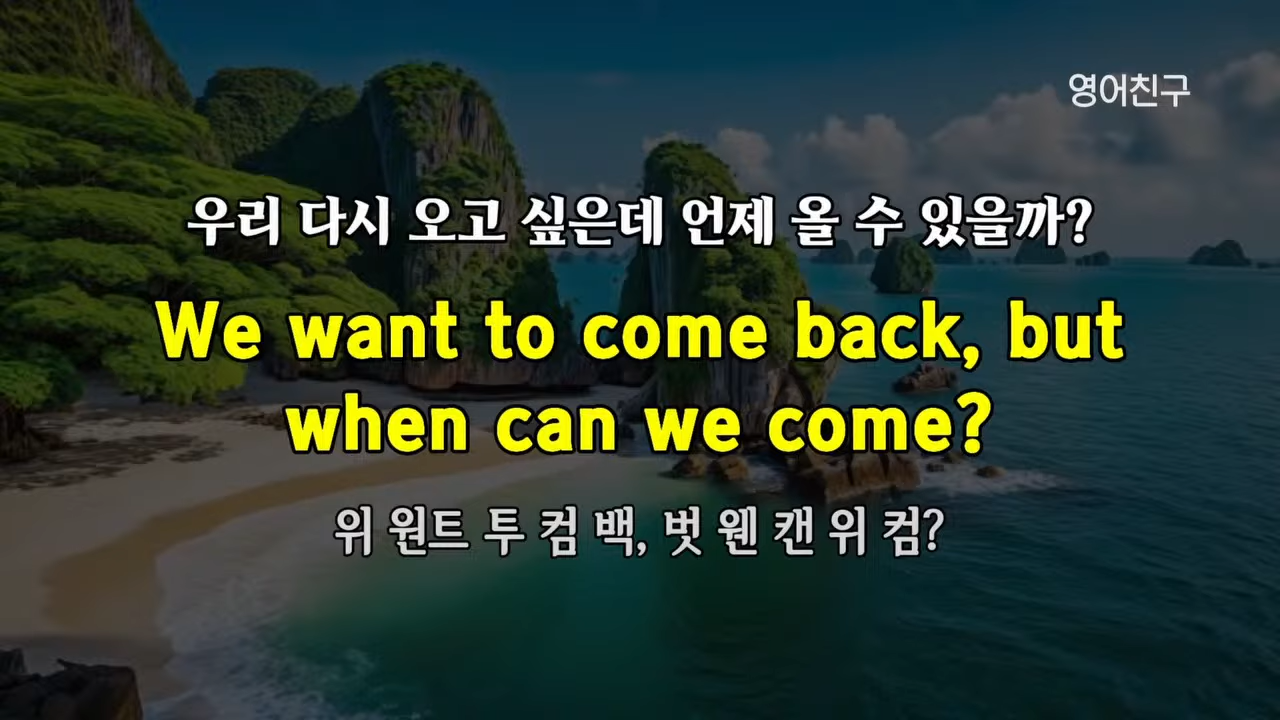 영어친구
우리 다시 오고 싶은데 언제 올 수 있을까?
We want to come back, but
when can we come?
위 원트 투 컴 백, 벗 웬 캔 위 컴?